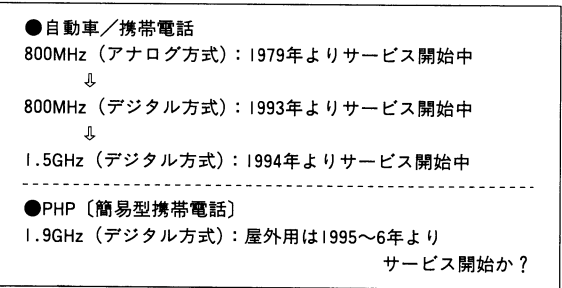 ●自動車／携帯電話
800MHz（アナログ方式）：1979年よりサービス開始中
⇩
800MHz（デジタル方式）：1993年よりサービス開始中
⇩
1.5GHz（デジタル方式）：1994年よりサービス開始中
●PHP〔簡易型携帯電話〕
1.9GHz（デジタル方式）：屋外用は1995〜6年より
サービス開始か？